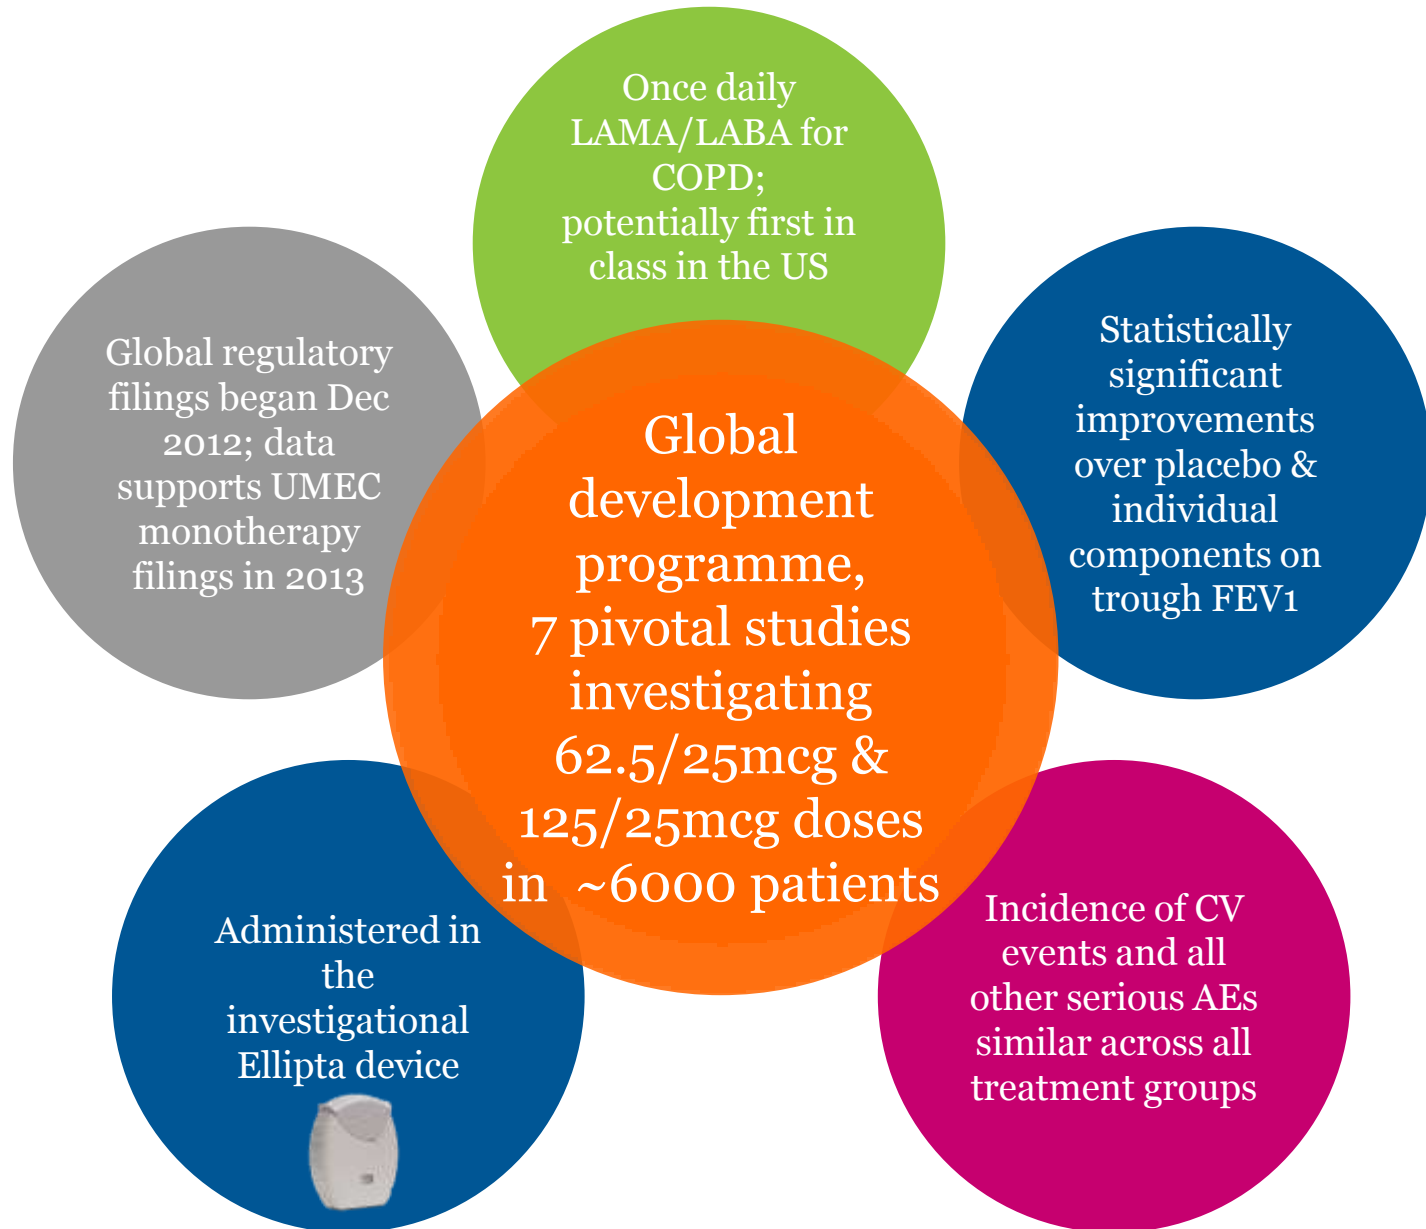 Once daily
LAMA/LABA for
COPD;
potentially first in
class in the US
Statistically
significant
improvements
over placebo &
individual
components on
trough FEV1
Incidence of CV
events and all
other serious AEs
similar across all
treatment groups
Administered in
the
investigational
Ellipta device
Global regulatory
filings began Dec
2012; data
supports UMEC
monotherapy
filings in 2013
Global
development
programme,
7 pivotal studies
investigating
62.5/25mcg &
125/25mcg doses
in ~6000 patients